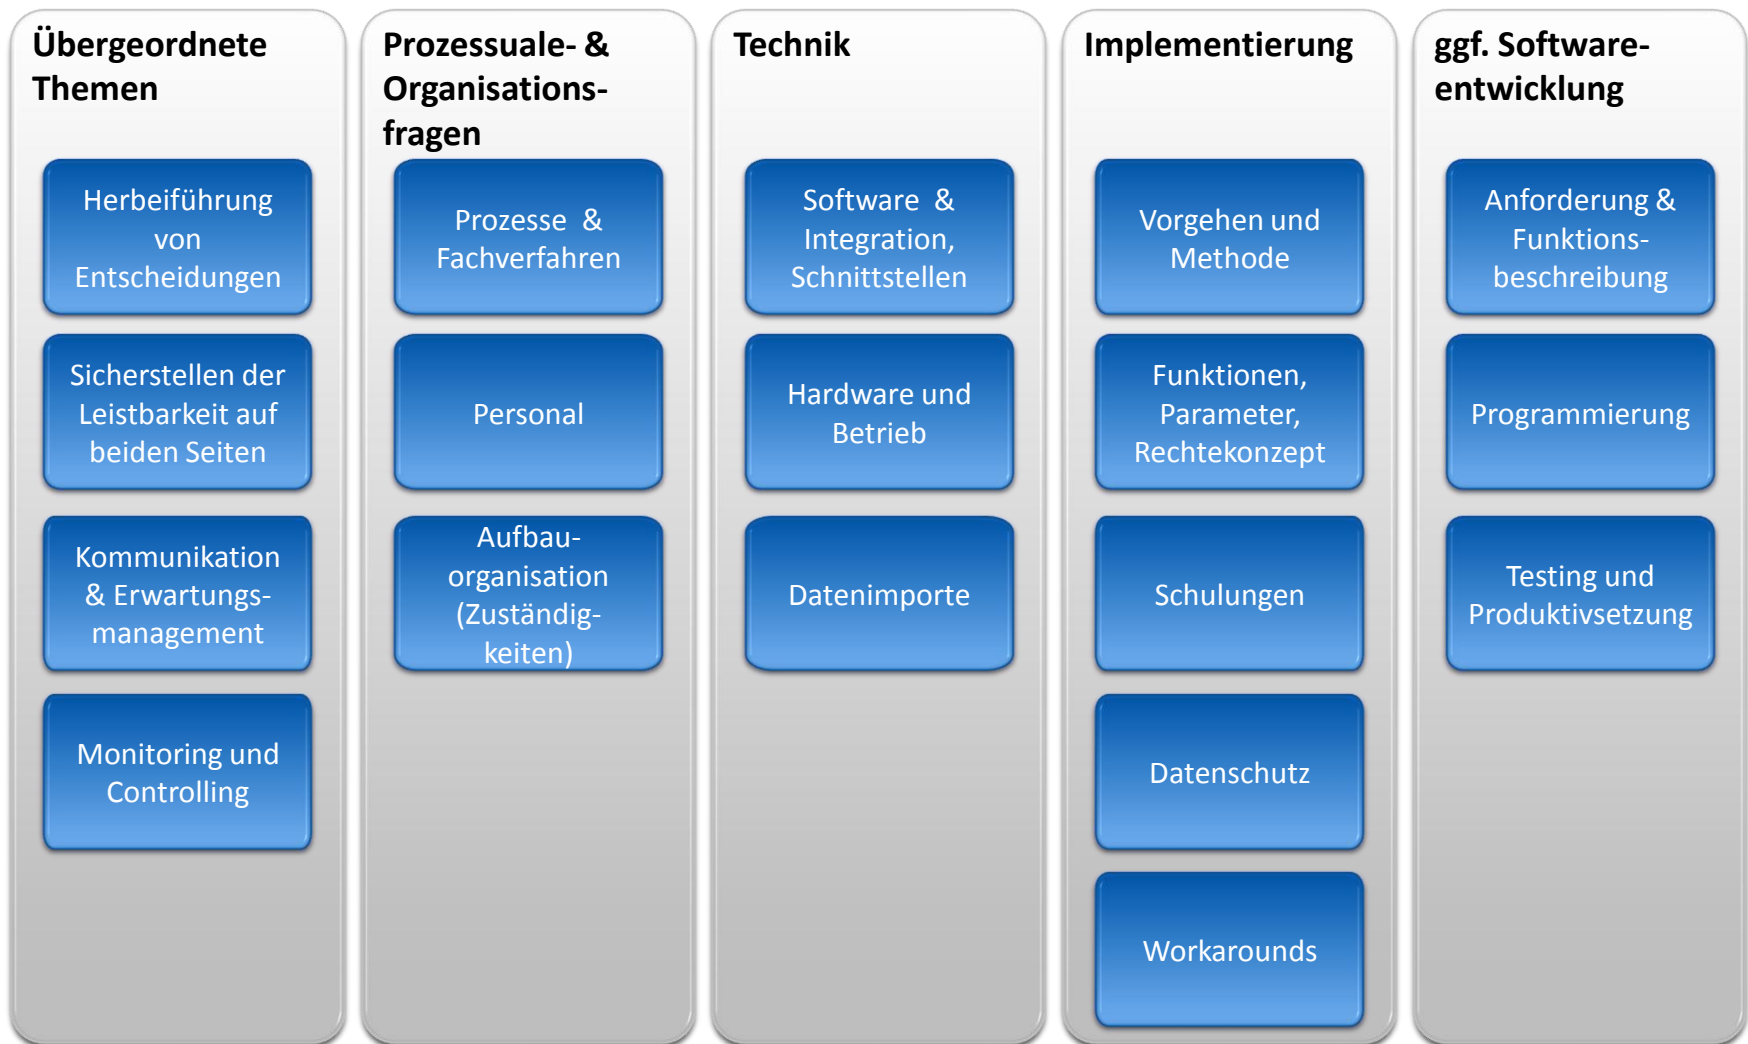 Übergeordnete
Themen
Herbeiführung
von
Entscheidungen
Sicherstellen der
Leistbarkeit auf
beiden Seiten
Kommunikation
& Erwartungs-
management
Monitoring und
Controlling
Prozessuale- &
Organisations-
fragen
Prozesse &
Fachverfahren
Personal
Aufbau-
organisation
(Zuständig-
keiten)
Technik
Software &
Integration,
Schnittstellen
Hardware und
Betrieb
Datenimporte
Implementierung
Vorgehen und
Methode
Funktionen,
Parameter,
Rechtekonzept
Schulungen
Datenschutz
Workarounds
ggf. Software-
entwicklung
Anforderung &
Funktions-
beschreibung
Programmierung
Testing und
Produktivsetzung